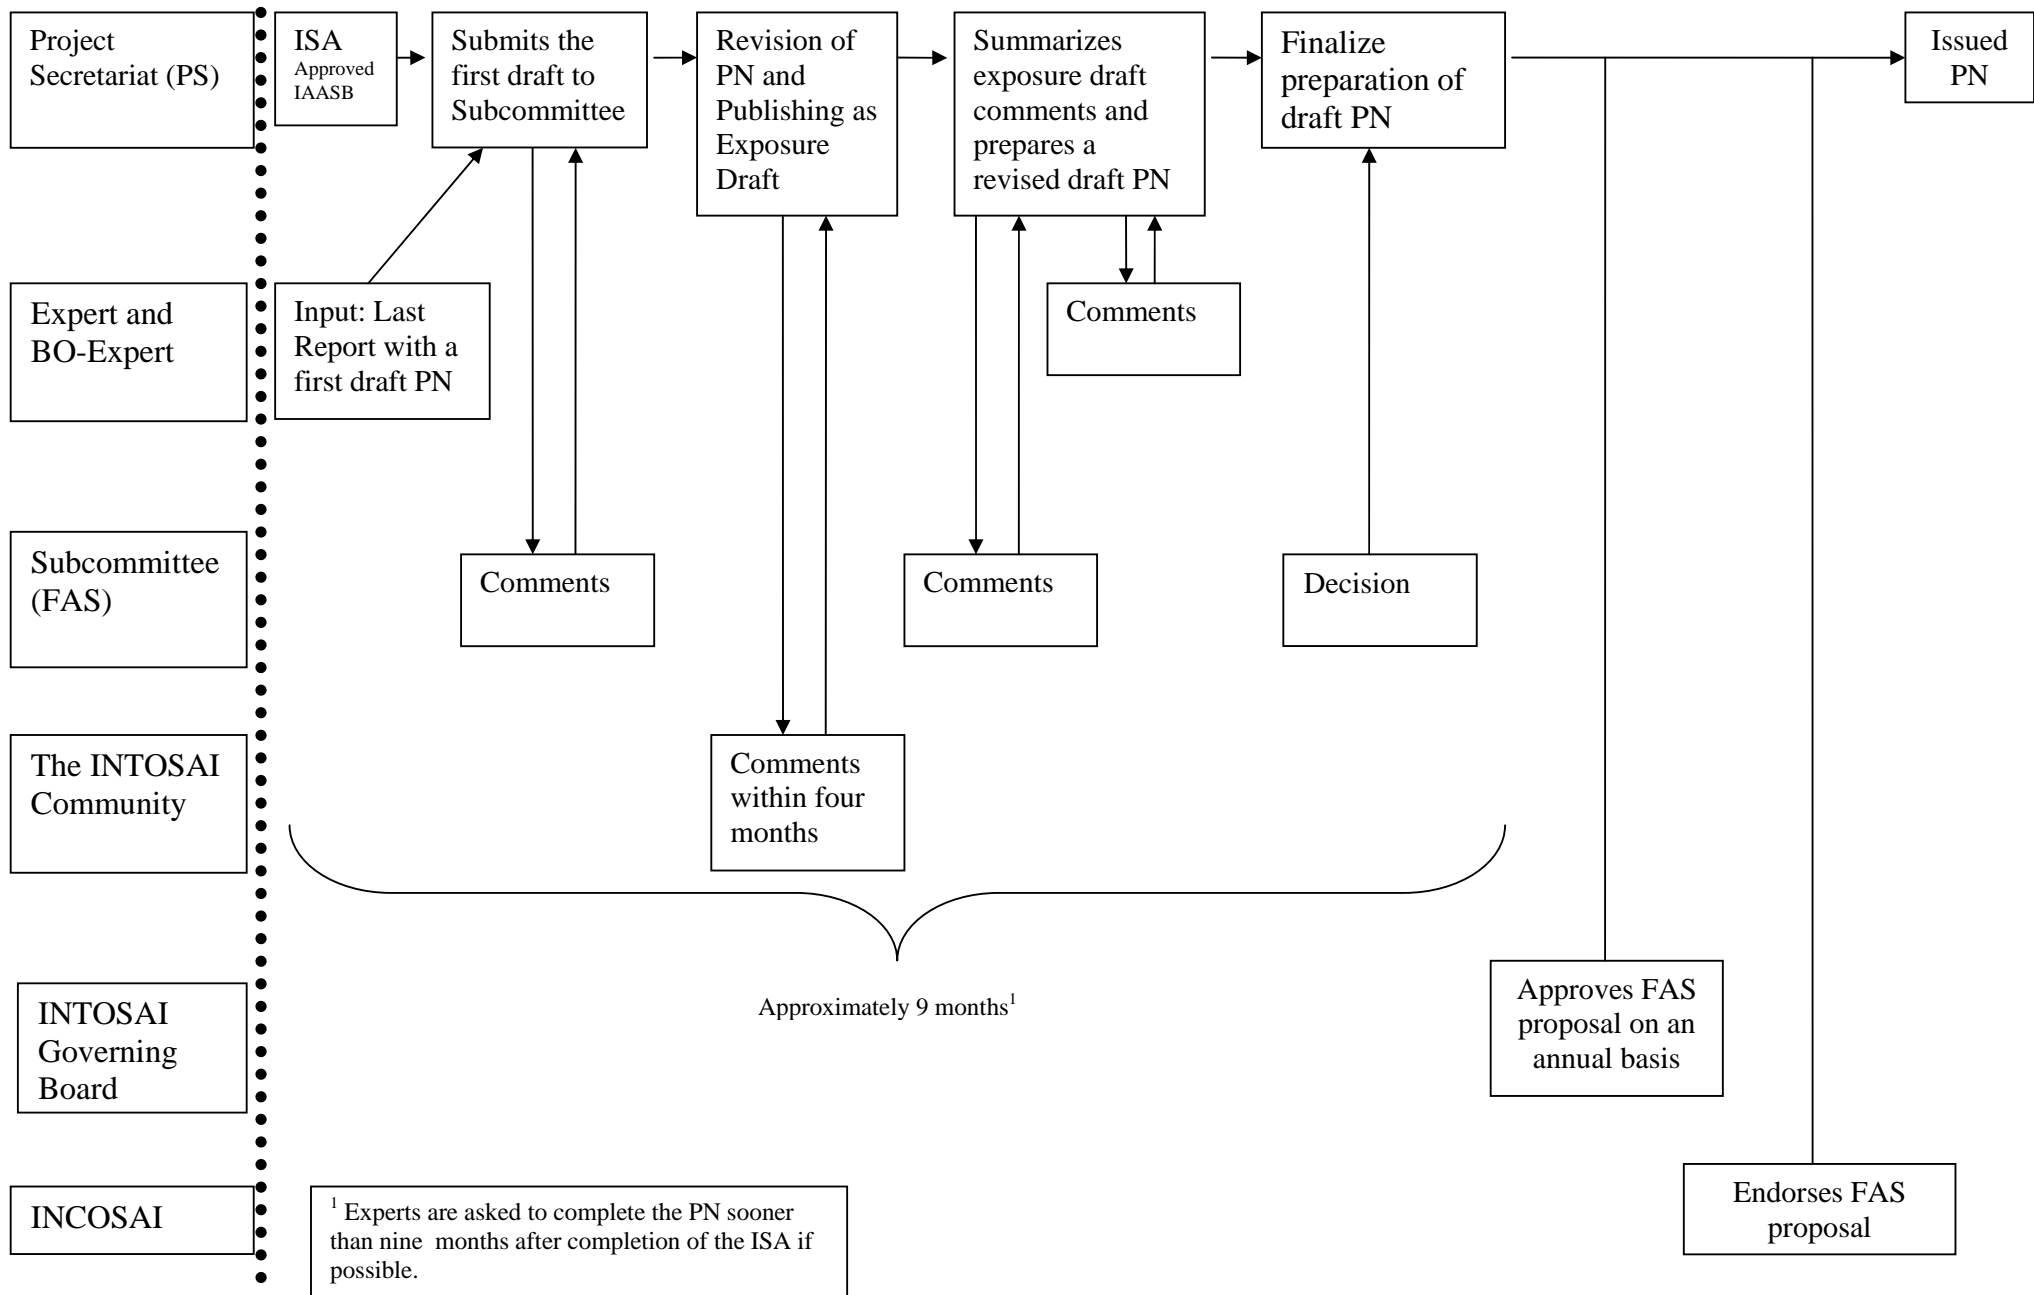 Project
Secretariat (PS)
ISA
Approved
IAASB
Submits the
first draft to
Subcommittee
Revision of
PN and
Publishing as
Exposure
Draft
Summarizes
exposure draft
comments and
prepares a
revised draft PN
Finalize
preparation of
draft PN
Issued
PN
Expert and
BO-Expert
Input: Last
Report with a
first draft PN
Comments
Subcommittee
(FAS)
Comments
Comments
Decision
The INTOSAI
Community
Comments
within four
months
INTOSAI
Governing
Board
Approximately 9 months¹
Approves FAS
proposal on an
annual basis
INCOSAI
¹ Experts are asked to complete the PN sooner
than nine months after completion of the ISA if
possible.
Endorses FAS
proposal